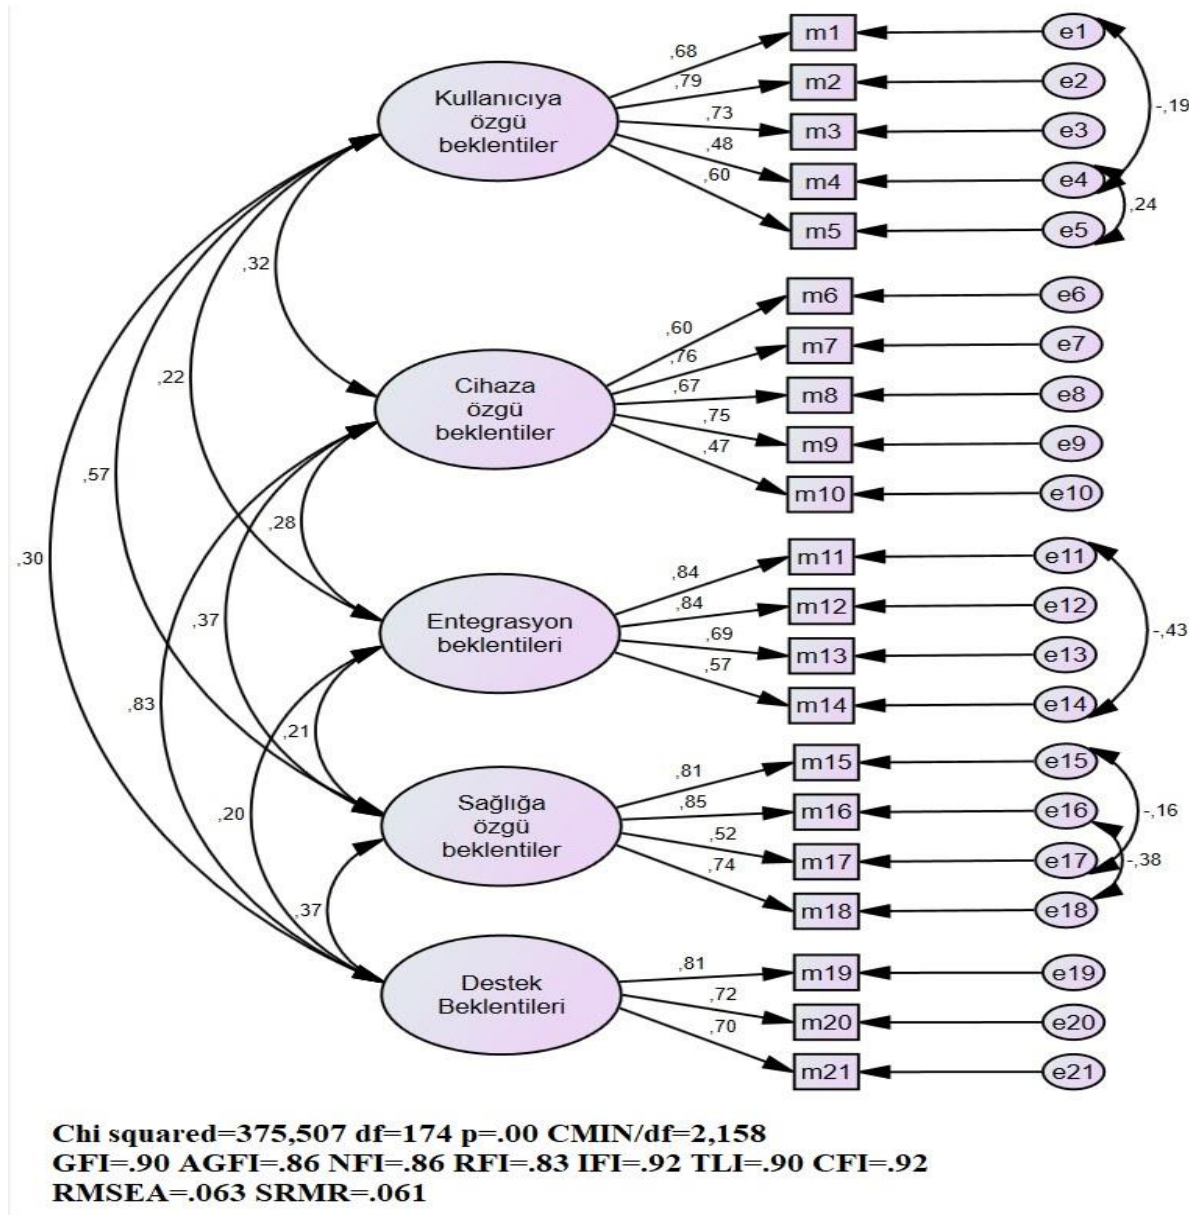 Kullanıcıya
özgü
beklentiler
,68
,79
,73
,48
,60
m1
m2
m3
m4
m5
e1
e2
e3
e4
e5
-,19
,24
,32
,22
,57
,30
Cihaza
özgü
beklentiler
,60
,76
,67
,75
,47
m6
m7
m8
m9
m10
e6
e7
e8
e9
e10
,28
,37
,83
Entegrasyon
beklentileri
,84
,84
,69
,57
m11
m12
m13
m14
e11
e12
e13
e14
-,43
,21
,20
Sağlığa
özgü
beklentiler
,81
,85
,52
,74
m15
m16
m17
m18
e15
e16
e17
e18
-,16
-,38
,37
Destek
Beklentileri
,81
,72
,70
m19
m20
m21
e19
e20
e21
Chi squared=375,507 df=174 p=.00 CMIN/df=2,158
GFI=.90 AGFI=.86 NFI=.86 RFI=.83 IFI=.92 TLI=.90 CFI=.92
RMSEA=.063 SRMR=.061